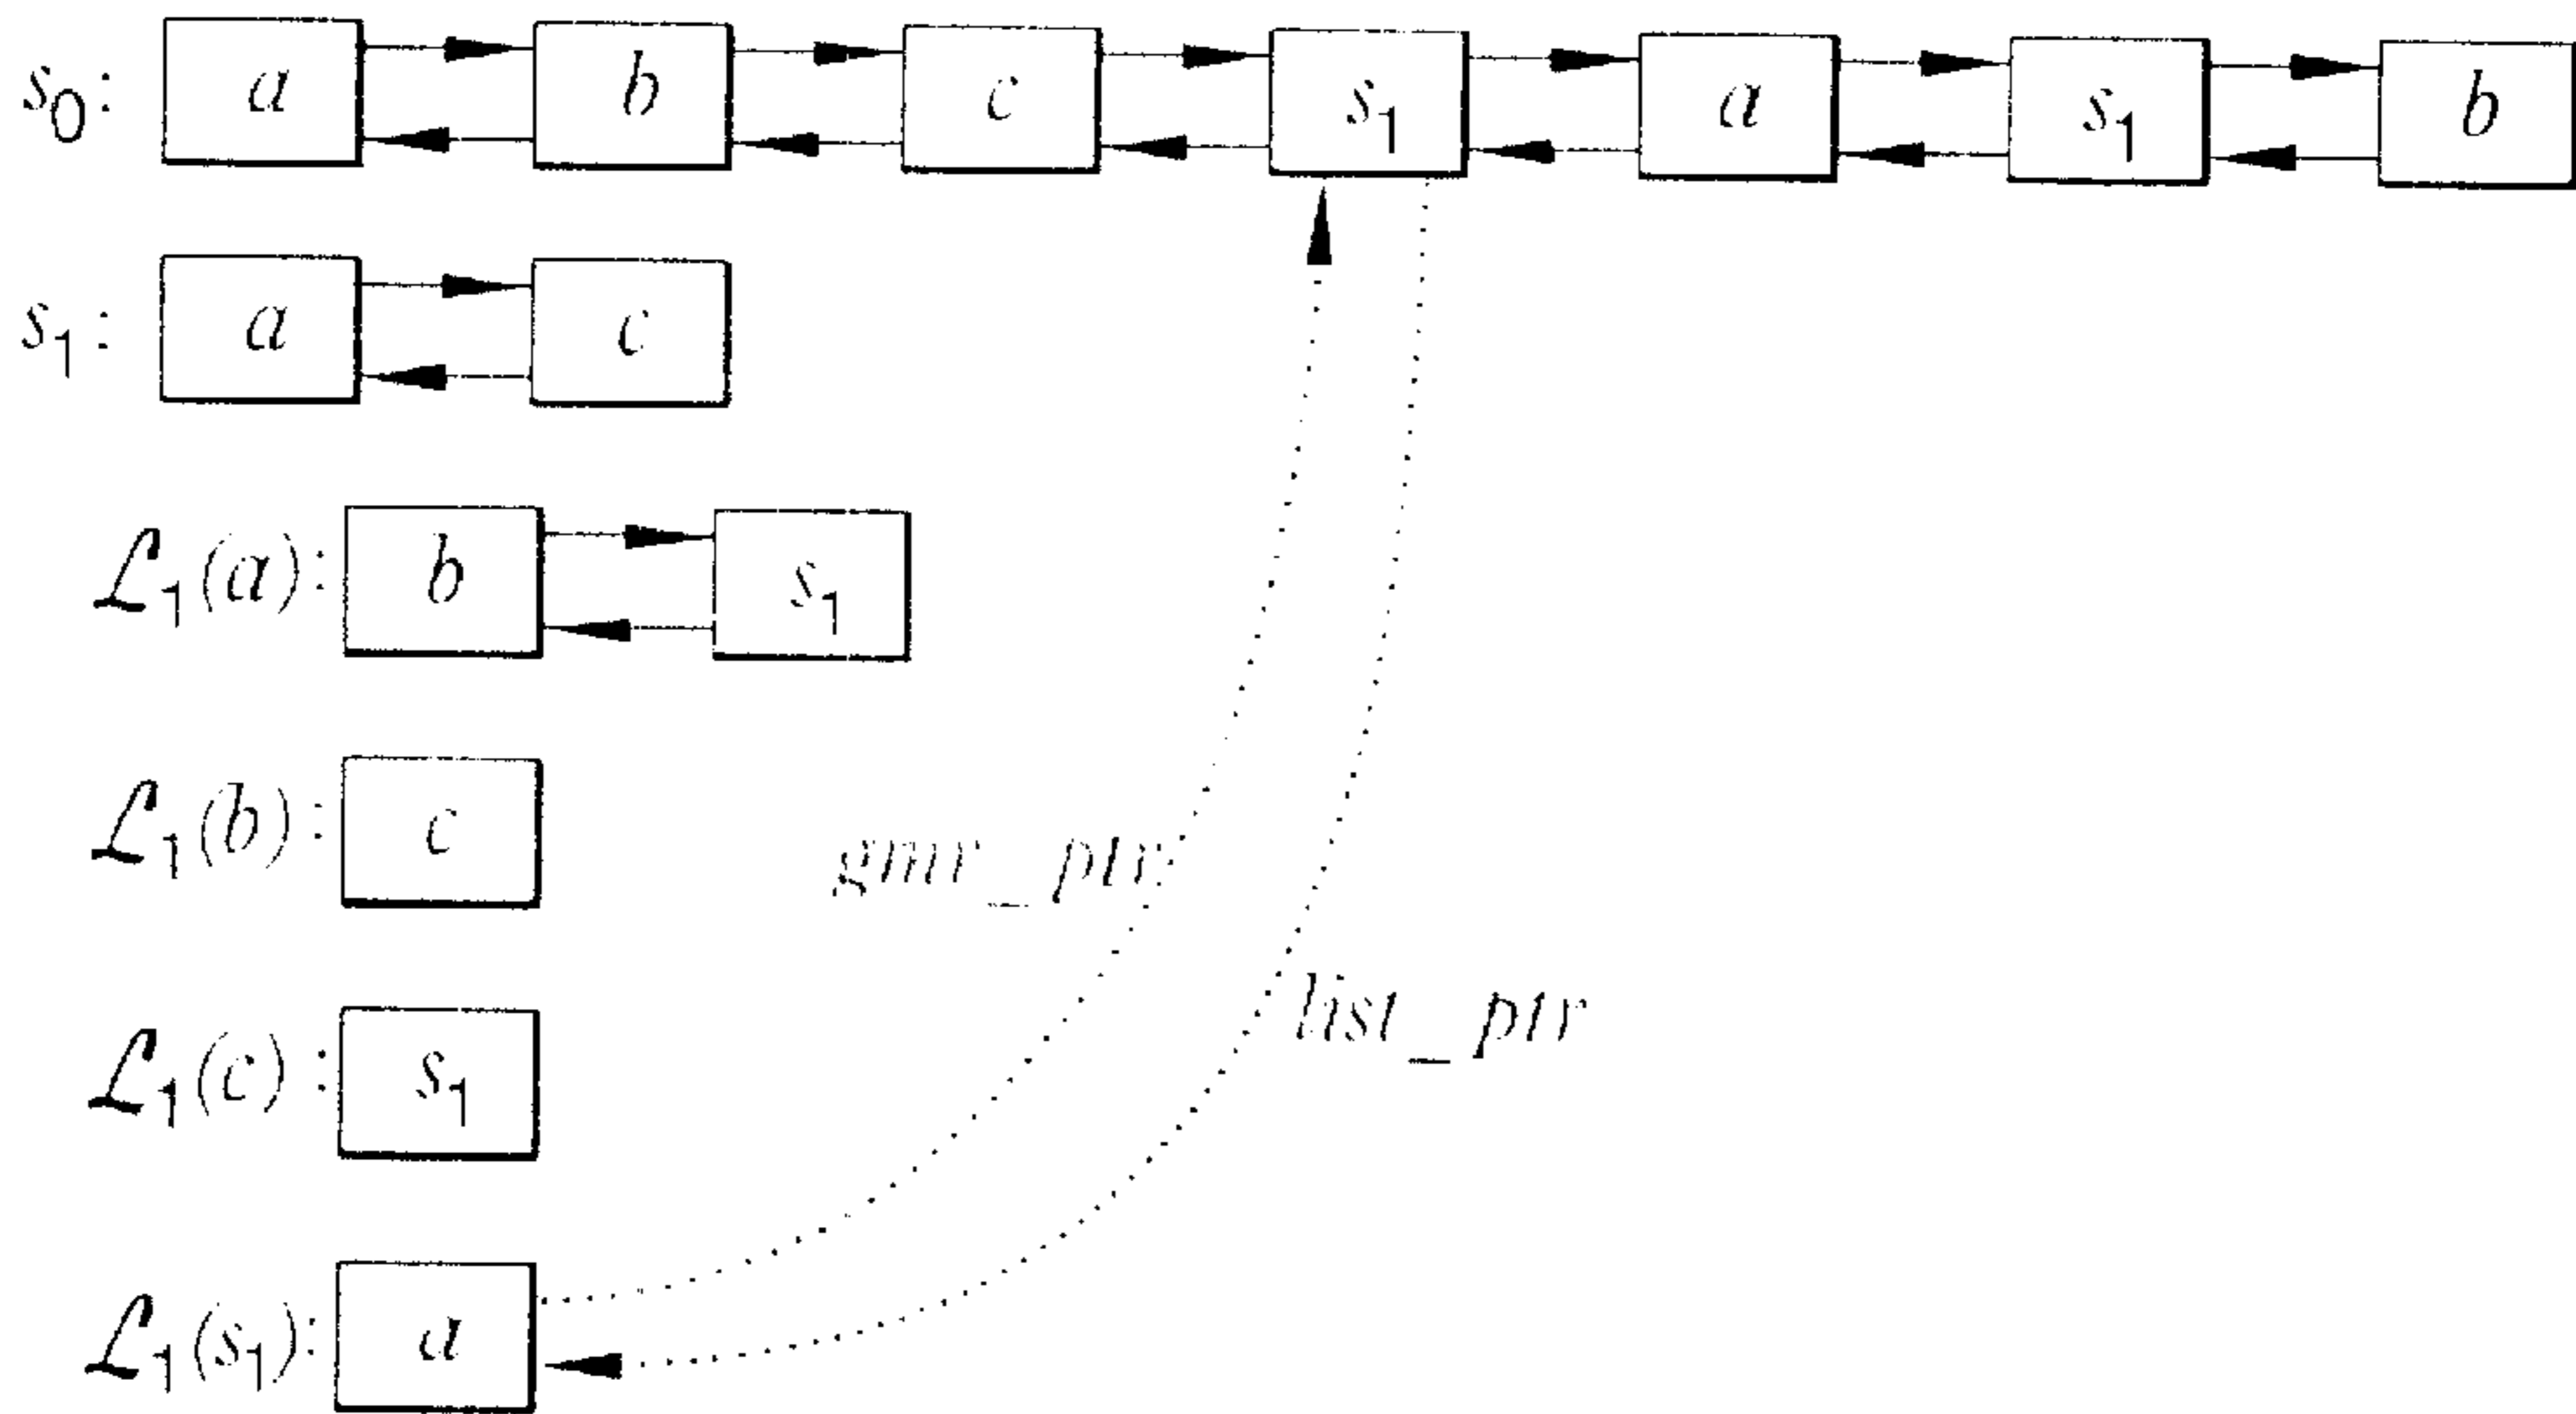 s₀: a b c s₁ a s₁ b
s₁: a c
ℒ₁(a): b s₁
ℒ₁(b): c
gmr_ptr
list_ptr
ℒ₁(c): s₁
ℒ₁(s₁): a